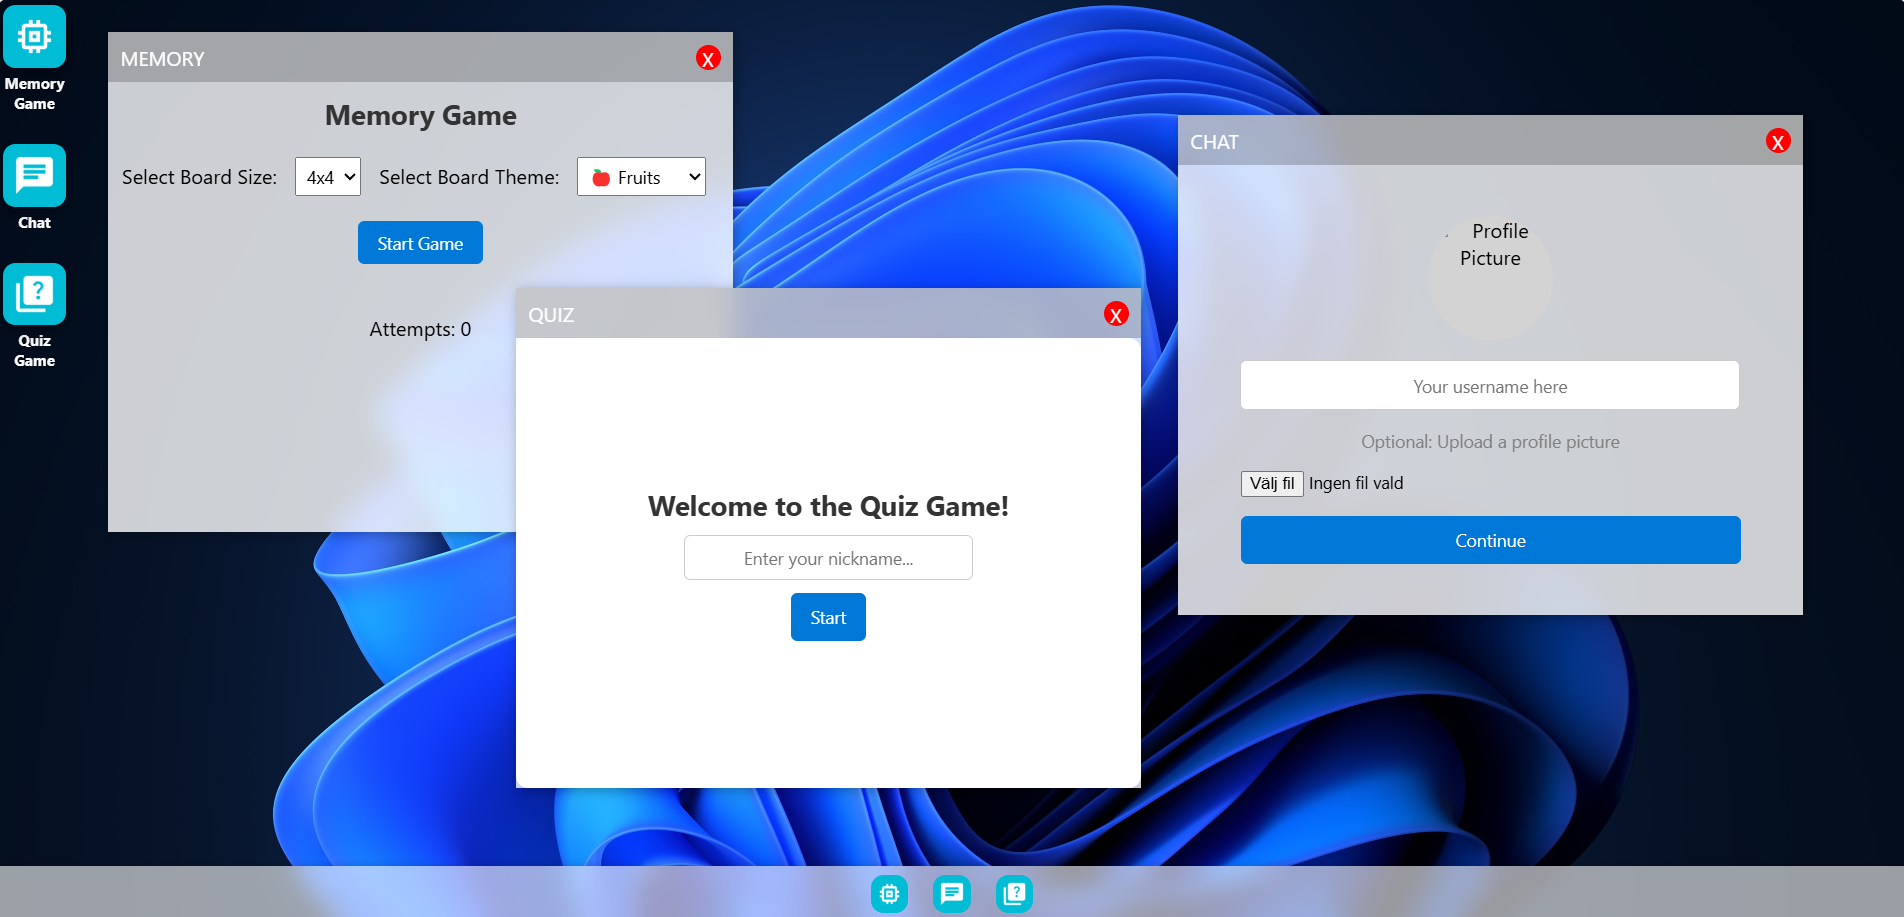 Memory
Game
Chat
Quiz
Game
MEMORY
X
Memory Game
Select Board Size: 4x4 Select Board Theme: 🍎 Fruits
Start Game
Attempts: 0
QUIZ
X
Welcome to the Quiz Game!
Enter your nickname...
Start
CHAT
X
Profile
Picture
Your username here
Optional: Upload a profile picture
Välj fil Ingen fil vald
Continue